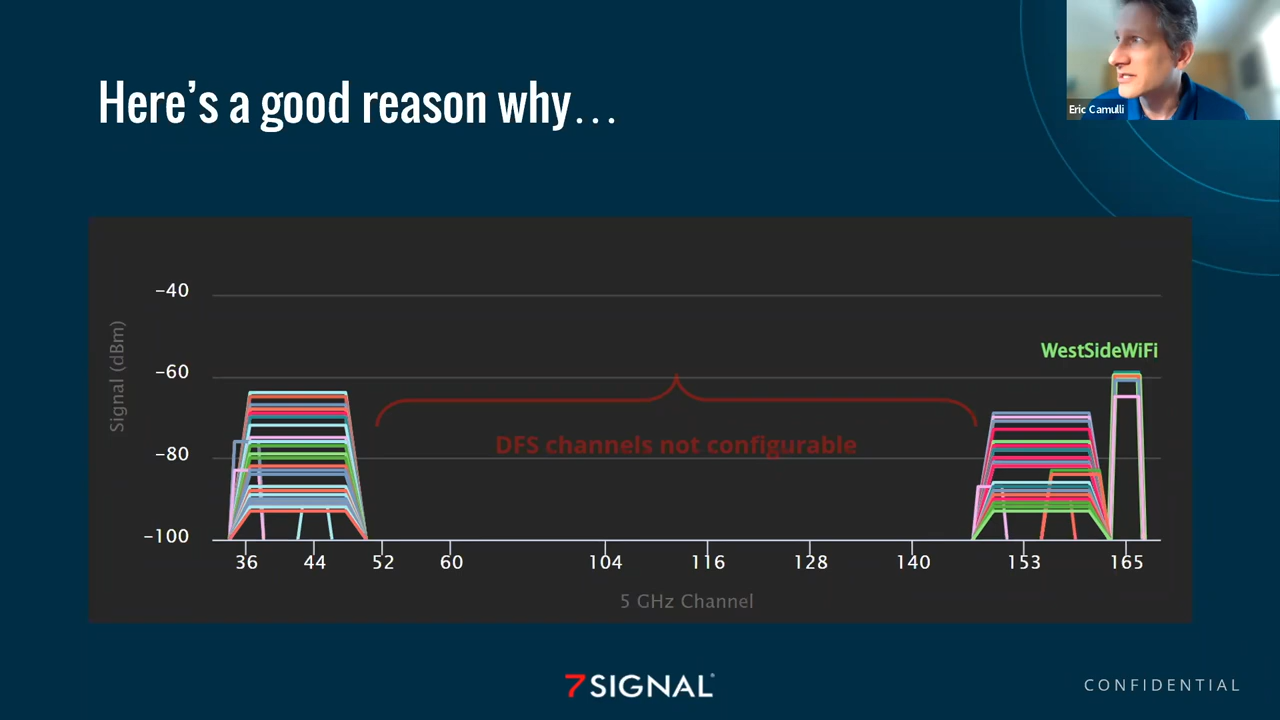 Here's a good reason why...
Eric Camulli
Signal (dBm)
-40
-60
-80
-100
WestSideWiFi
DFS channels not configurable
36 44 52 60 104 116 128 140 153 165
5 GHz Channel
7SIGNAL
CONFIDENTIAL